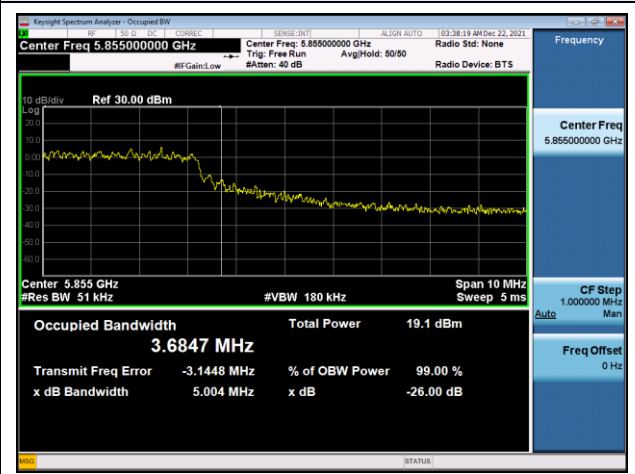 Keysight Spectrum Analyzer - Occupied BW
RF 50 Ω DC CORREC SENSE:INT ALIGN AUTO 03:38:19 AM Dec 22, 2021
Center Freq 5.855000000 GHz
Center Freq: 5.855000000 GHz
Radio Std: None
Trig: Free Run Avg|Hold: 50/50
#IFGain:Low #Atten: 40 dB Radio Device: BTS
Frequency
10 dB/div Ref 30.00 dBm
Log
20.0
10.0
0.00
-10.0
-20.0
-30.0
-40.0
-50.0
-60.0
Center 5.855 GHz Span 10 MHz
#Res BW 51 kHz #VBW 180 kHz Sweep 5 ms
Center Freq
5.855000000 GHz
CF Step
1.000000 MHz
Auto Man
Freq Offset
0 Hz
Occupied Bandwidth Total Power 19.1 dBm
3.6847 MHz
Transmit Freq Error -3.1448 MHz % of OBW Power 99.00 %
x dB Bandwidth 5.004 MHz x dB -26.00 dB
MSG STATUS